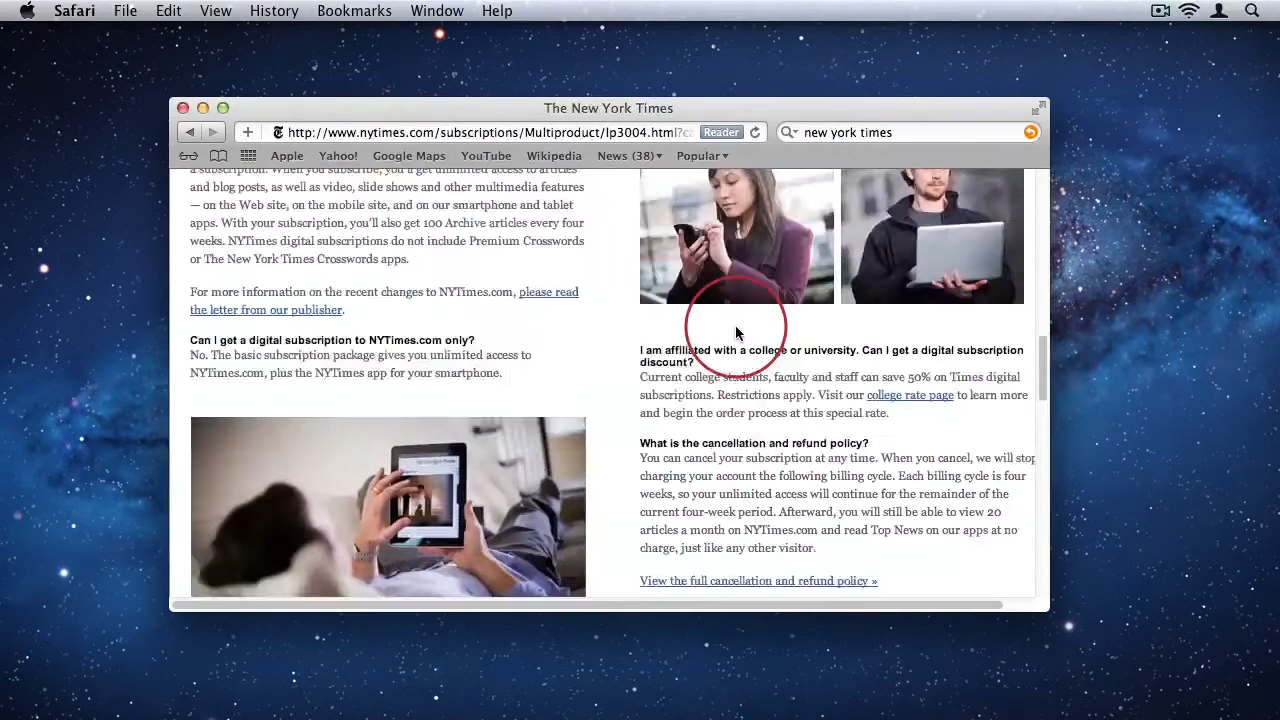 Safari File Edit View History Bookmarks Window Help
The New York Times
http://www.nytimes.com/subscriptions/Multiproduct/lp3004.html?ca Reader new york times
Apple Yahoo! Google Maps YouTube Wikipedia News (38) Popular
a subscription. When you subscribe, you'll get unlimited access to articles
and blog posts, as well as video, slide shows and other multimedia features
— on the Web site, on the mobile site, and on our smartphone and tablet
apps. With your subscription, you'll also get 100 Archive articles every four
weeks. NYTimes digital subscriptions do not include Premium Crosswords
or The New York Times Crosswords apps.
For more information on the recent changes to NYTimes.com, please read
the letter from our publisher.
Can I get a digital subscription to NYTimes.com only?
No. The basic subscription package gives you unlimited access to
NYTimes.com, plus the NYTimes app for your smartphone.
I am affiliated with a college or university. Can I get a digital subscription
discount?
Current college students, faculty and staff can save 50% on Times digital
subscriptions. Restrictions apply. Visit our college rate page to learn more
and begin the order process at this special rate.
What is the cancellation and refund policy?
You can cancel your subscription at any time. When you cancel, we will stop
charging your account the following billing cycle. Each billing cycle is four
weeks, so your unlimited access will continue for the remainder of the
current four-week period. Afterward, you will still be able to view 20
articles a month on NYTimes.com and read Top News on our apps at no
charge, just like any other visitor.
View the full cancellation and refund policy »